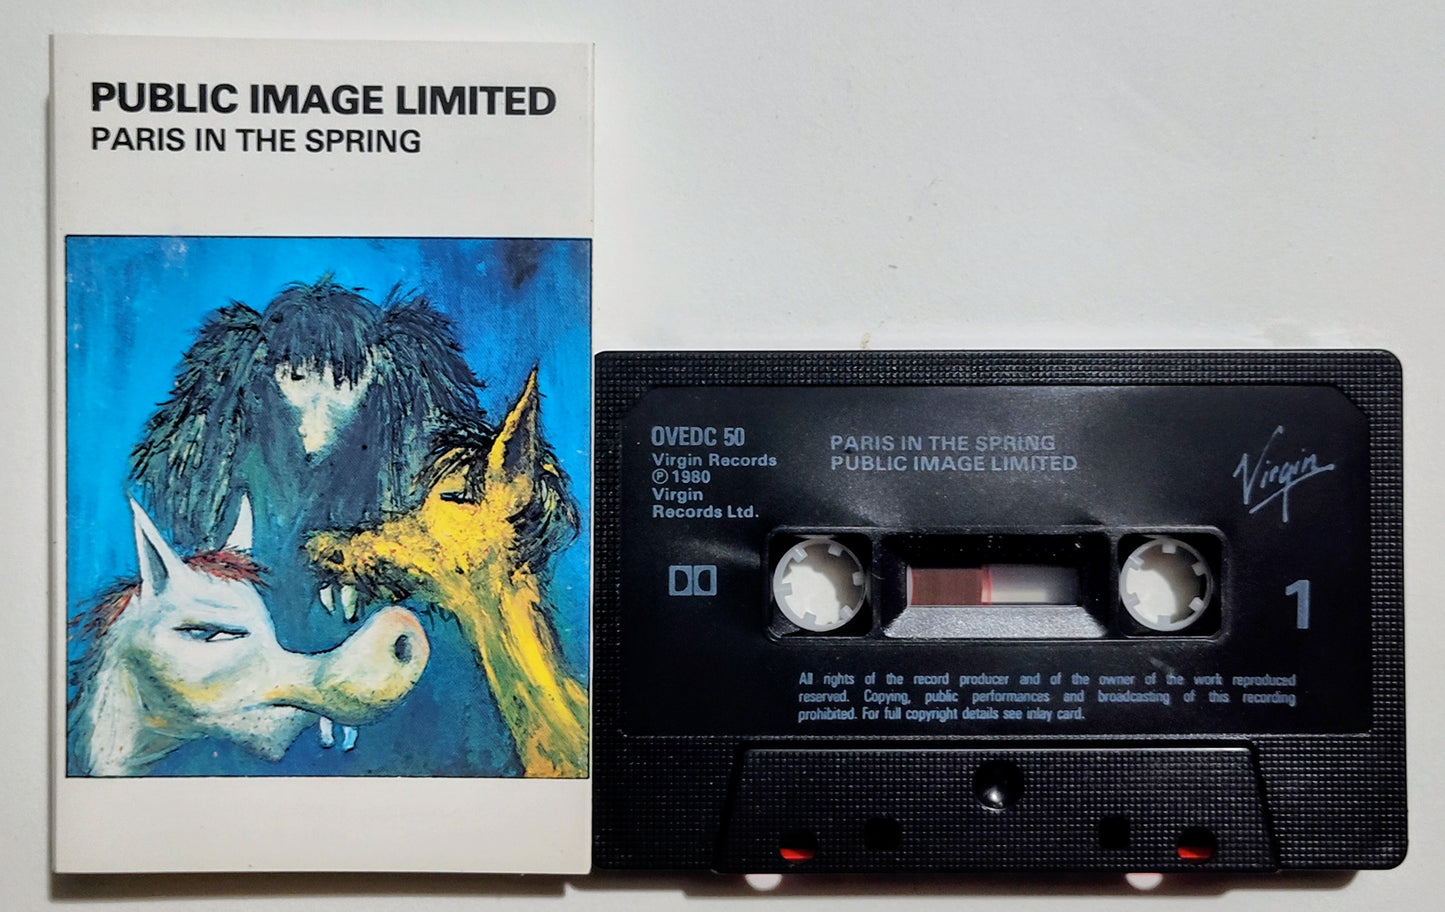 PUBLIC IMAGE LIMITED
PARIS IN THE SPRING
OVEDC 50
Virgin Records
℗ 1980
Virgin
Records Ltd.
PARIS IN THE SPRING
PUBLIC IMAGE LIMITED
Virgin
1
All rights of the record producer and of the owner of the work reproduced
reserved. Copying, public performances and broadcasting of this recording
prohibited. For full copyright details see inlay card.